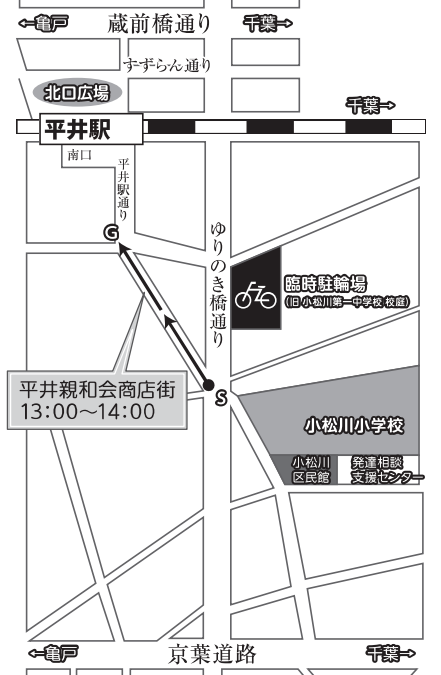 ←亀戸
蔵前橋通り
千葉→
すずらん通り
北口広場
千葉→
平井駅
南口
平井駅通り
G
ゆりのき橋通り
臨時駐輪場
(旧 小松川第一中学校 校庭)
平井親和会商店街
13:00～14:00
S
小松川小学校
小松川
区民館
発達相談
支援センター
←亀戸
京葉道路
千葉→